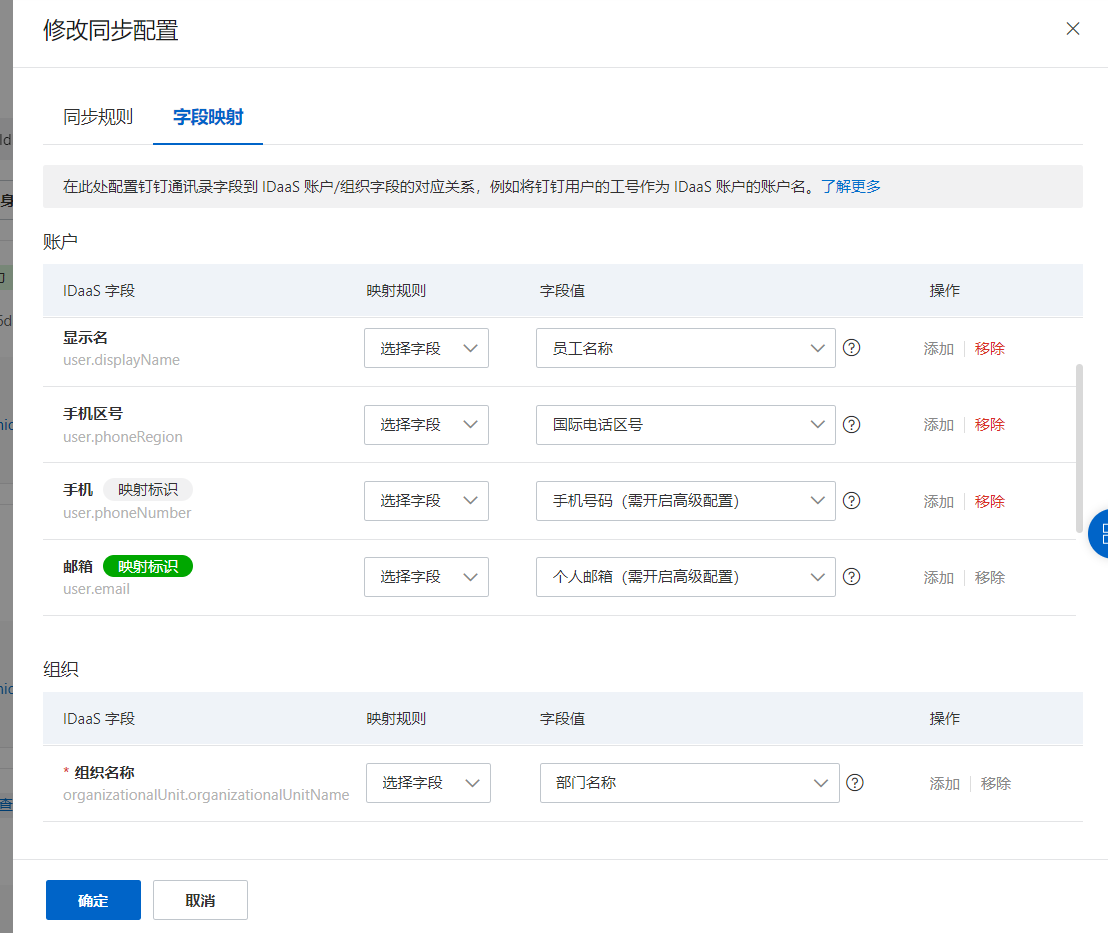 修改同步配置
同步规则 字段映射
在此处配置钉钉通讯录字段到 IDaaS 账户/组织字段的对应关系，例如将钉钉用户的工号作为 IDaaS 账户的账户名。了解更多
账户
IDaaS 字段 映射规则 字段值 操作
显示名
user.displayName
选择字段 员工名称 添加 移除
手机区号
user.phoneRegion
选择字段 国际电话区号 添加 移除
手机 映射标识
user.phoneNumber
选择字段 手机号码（需开启高级配置） 添加 移除
邮箱 映射标识
user.email
选择字段 个人邮箱（需开启高级配置） 添加 移除
组织
IDaaS 字段 映射规则 字段值 操作
* 组织名称
organizationalUnit.organizationalUnitName
选择字段 部门名称 添加 移除
确定 取消